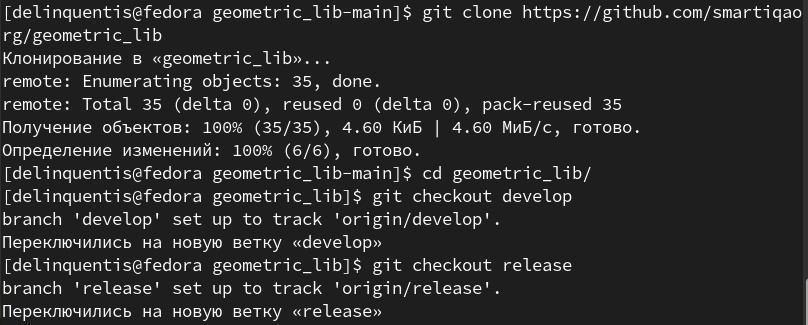 [delinquentis@fedora geometric_lib-main]$ git clone https://github.com/smartiqao
rg/geometric_lib
Клонирование в «geometric_lib»...
remote: Enumerating objects: 35, done.
remote: Total 35 (delta 0), reused 0 (delta 0), pack-reused 35
Получение объектов: 100% (35/35), 4.60 КиБ | 4.60 МиБ/с, готово.
Определение изменений: 100% (6/6), готово.
[delinquentis@fedora geometric_lib-main]$ cd geometric_lib/
[delinquentis@fedora geometric_lib]$ git checkout develop
branch 'develop' set up to track 'origin/develop'.
Переключились на новую ветку «develop»
[delinquentis@fedora geometric_lib]$ git checkout release
branch 'release' set up to track 'origin/release'.
Переключились на новую ветку «release»